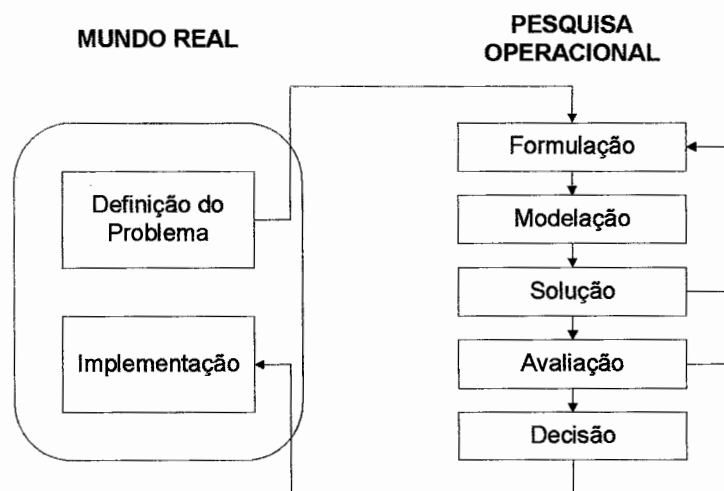 MUNDO REAL
PESQUISA
OPERACIONAL
Definição do
Problema
Implementação
Formulação
Modelação
Solução
Avaliação
Decisão